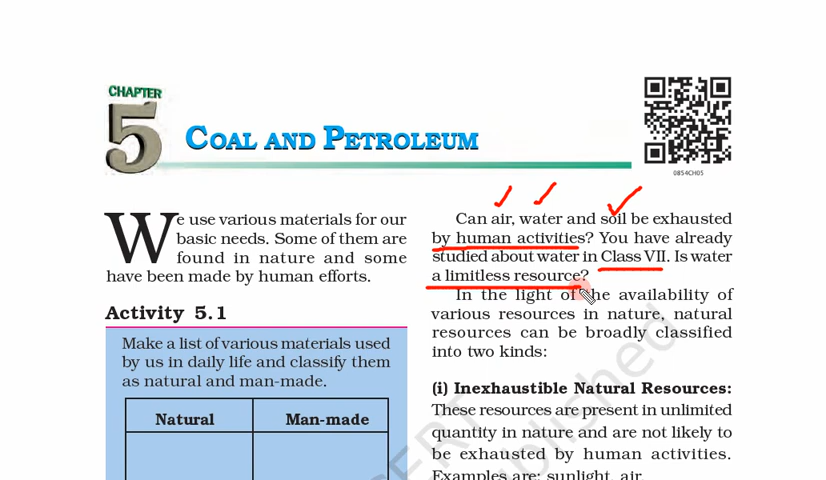 CHAPTER
5
COAL AND PETROLEUM
0854CH05
We use various materials for our
basic needs. Some of them are
found in nature and some
have been made by human efforts.
Activity 5.1
Make a list of various materials used
by us in daily life and classify them
as natural and man-made.
Natural Man-made
Can air, water and soil be exhausted
by human activities? You have already
studied about water in Class VII. Is water
a limitless resource?
In the light of the availability of
various resources in nature, natural
resources can be broadly classified
into two kinds:
(i) Inexhaustible Natural Resources:
These resources are present in unlimited
quantity in nature and are not likely to
be exhausted by human activities.
Examples are: sunlight, air.